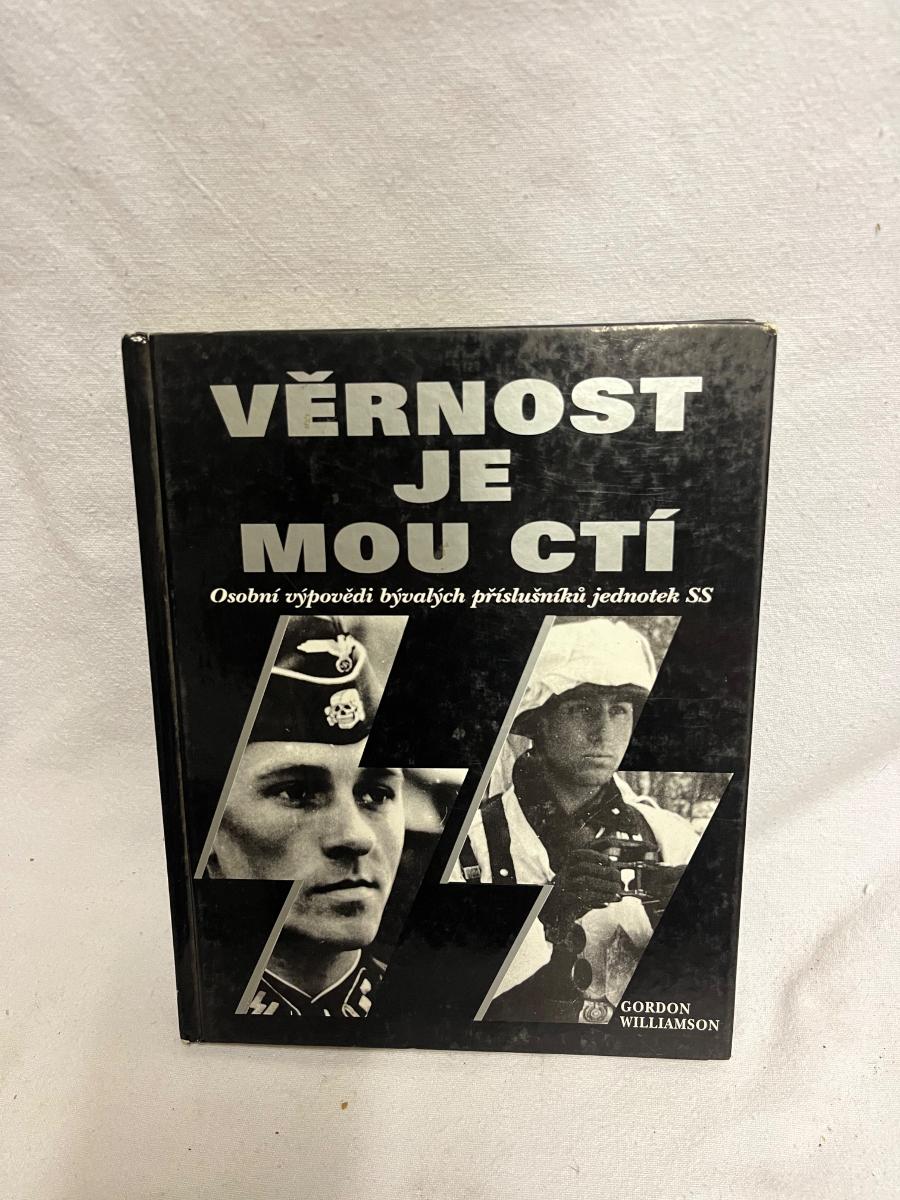 VĚRNOST
JE
MOU CTÍ
Osobní výpovědi bývalých příslušníků jednotek SS
GORDON
WILLIAMSON